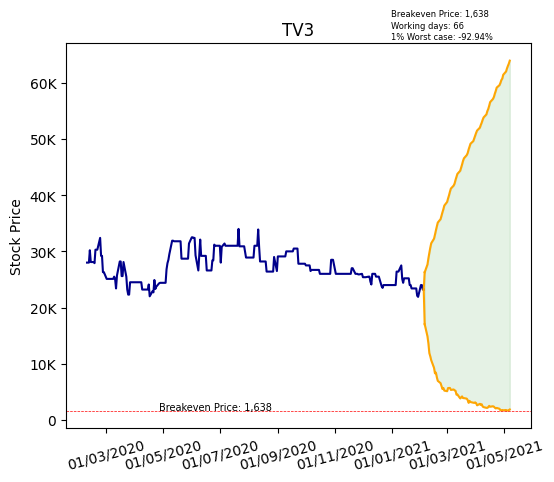 Breakeven Price: 1,638
Working days: 66
1% Worst case: -92.94%
TV3
Stock Price
60K
50K
40K
30K
20K
10K
0
Breakeven Price: 1,638
01/03/2020
01/05/2020
01/07/2020
01/09/2020
01/11/2020
01/01/2021
01/03/2021
01/05/2021